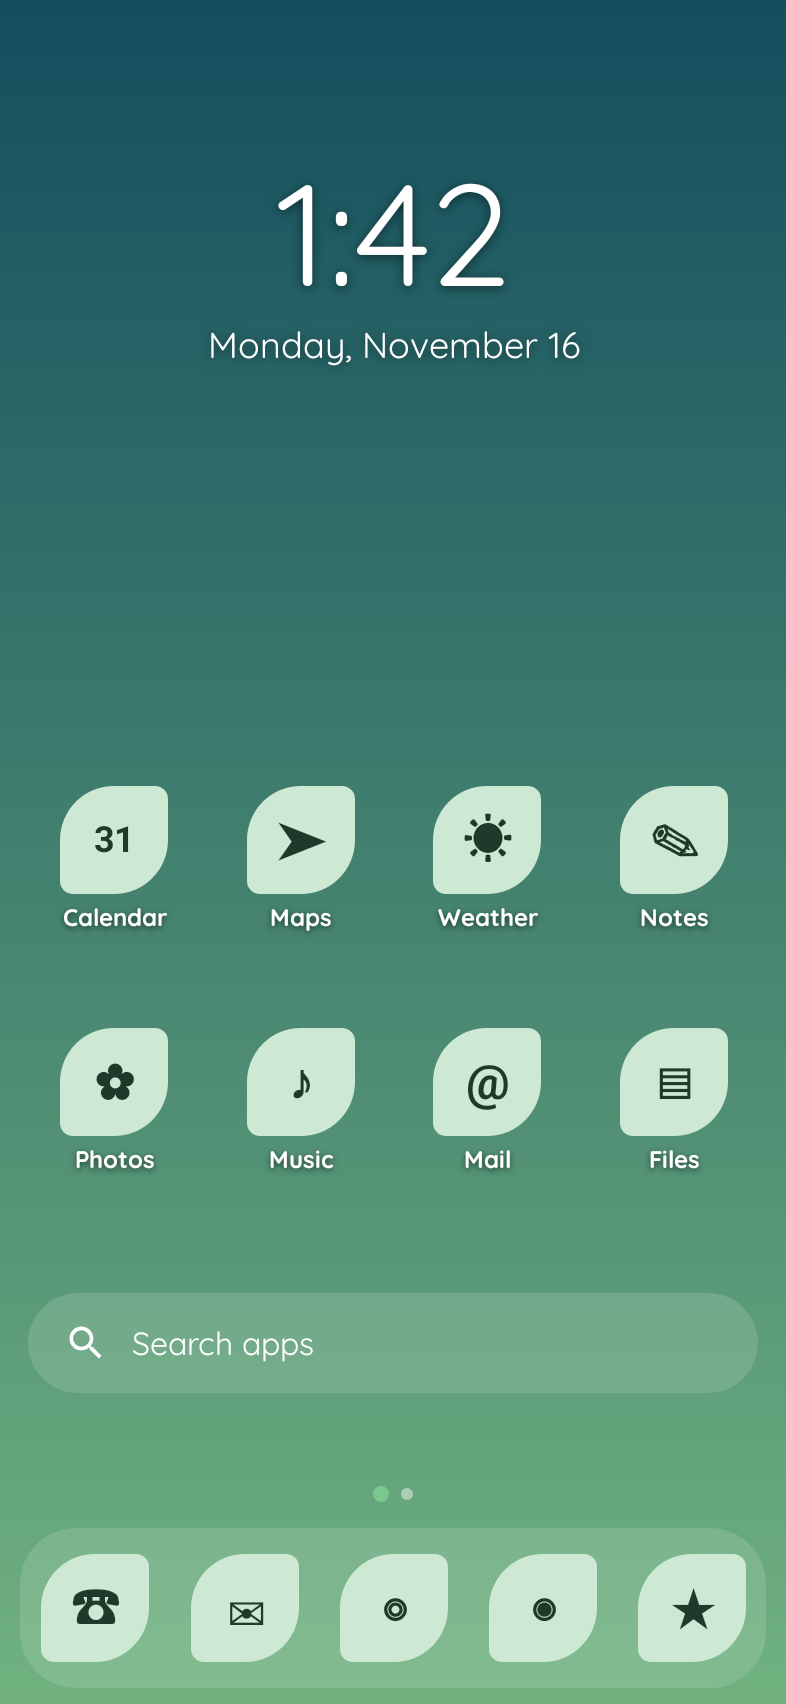 1:42
Monday, November 16
31
Calendar
Maps
Weather
Notes
Photos
Music
@
Mail
Files
Search apps